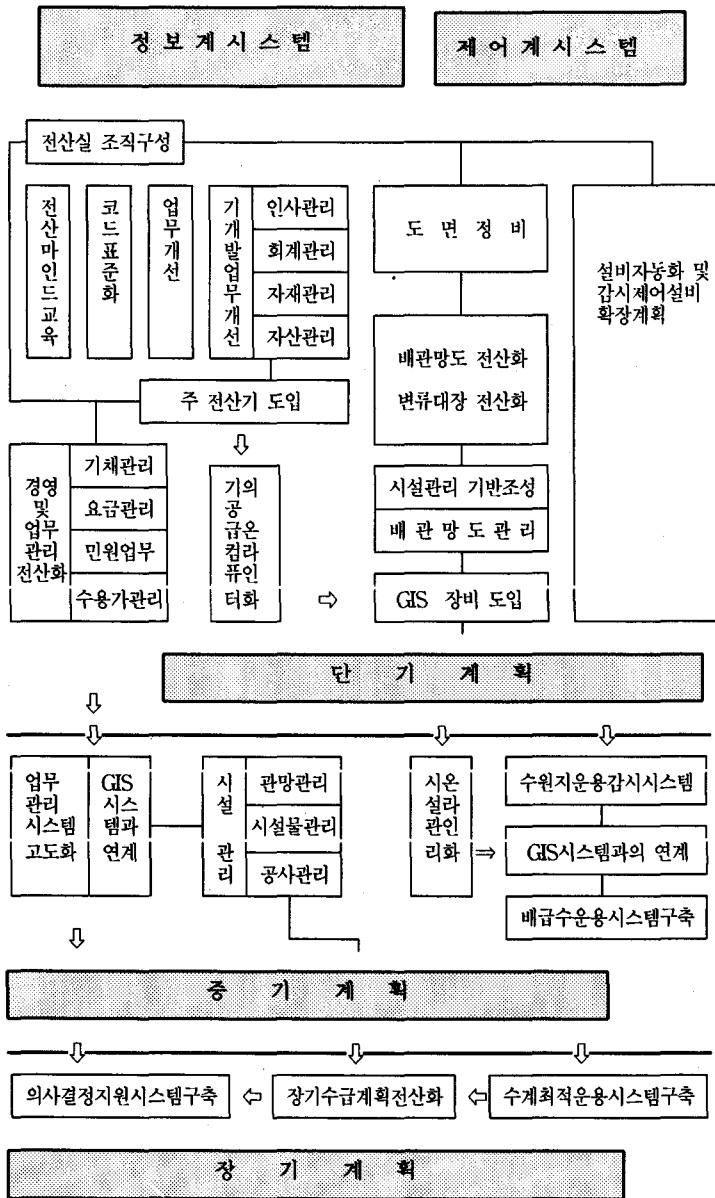 정보계시스템
제어계시스템
전산실 조직구성
전산마인드교육
코드표준화
업무개선
기개발업무개선
인사관리
회계관리
자재관리
자산관리
도면정비
설비자동화 및
감시제어설비
확장계획
배관망도 전산화
변류대장 전산화
주 전산기 도입
경영
및
업무
관리
전산화
기채관리
요금관리
민원업무
수용가관리
기의
공
급온
컴라
퓨인
터화
⇨
시설관리 기반조성
배관망도관리
GIS 장비 도입
단 기 계 획
업무
관리
시스템
고도화
GIS
시스
템과
연계
시설 관리
관망관리
시설물관리
공사관리
시온
설라
관인
리화
⇒
수원지운용감시시스템
GIS시스템과의 연계
배급수운용시스템구축
중 기 계 획
의사결정지원시스템구축 ⇦ 장기수급계획전산화 ⇦ 수계최적운용시스템구축
장 기 계 획